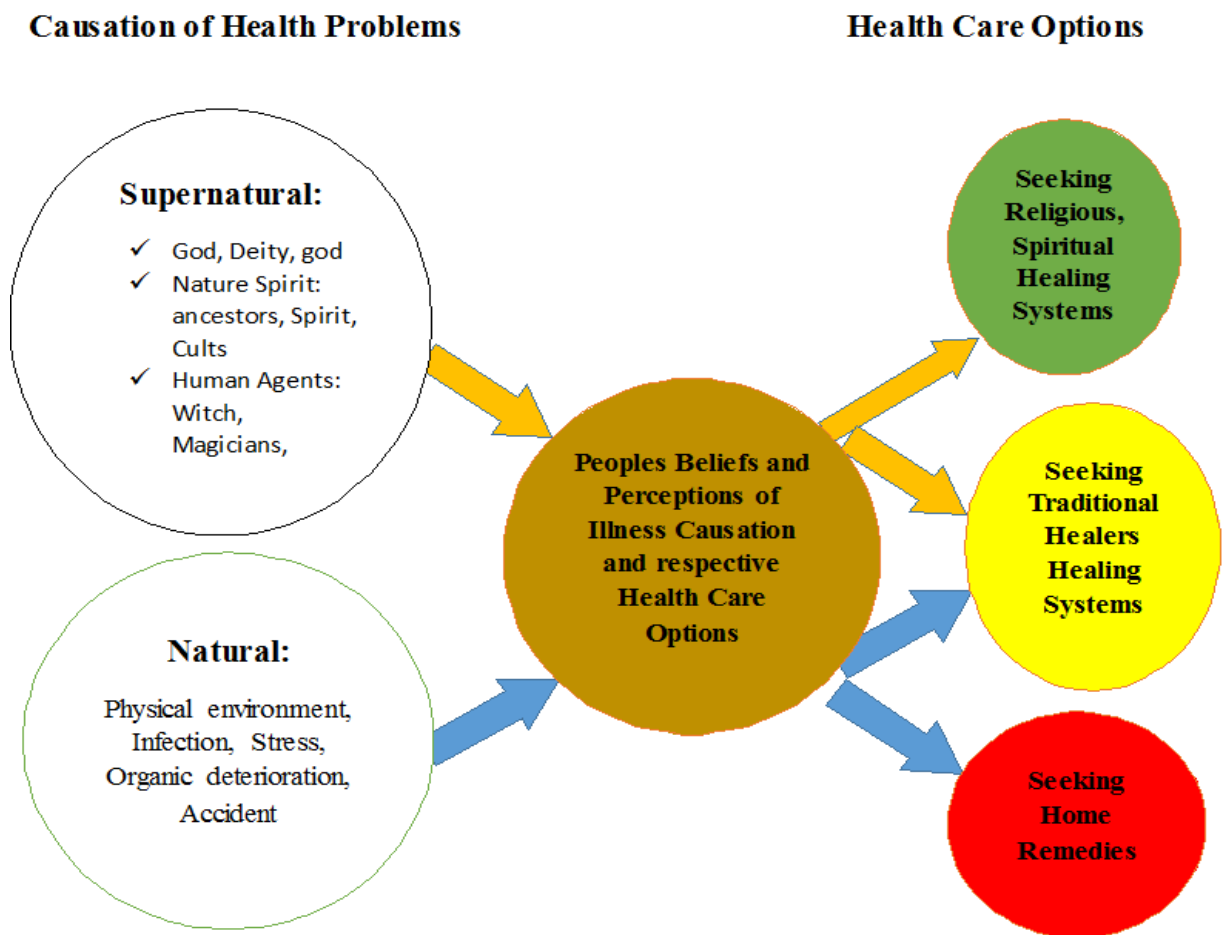 Causation of Health Problems
Health Care Options
Supernatural:
✓ God, Deity, god
✓ Nature Spirit:
ancestors, Spirit,
Cults
✓ Human Agents:
Witch,
Magicians,
Natural:
Physical environment,
Infection, Stress,
Organic deterioration,
Accident
Peoples Beliefs and
Perceptions of
Illness Causation
and respective
Health Care
Options
Seeking
Religious,
Spiritual
Healing
Systems
Seeking
Traditional
Healers
Healing
Systems
Seeking
Home
Remedies